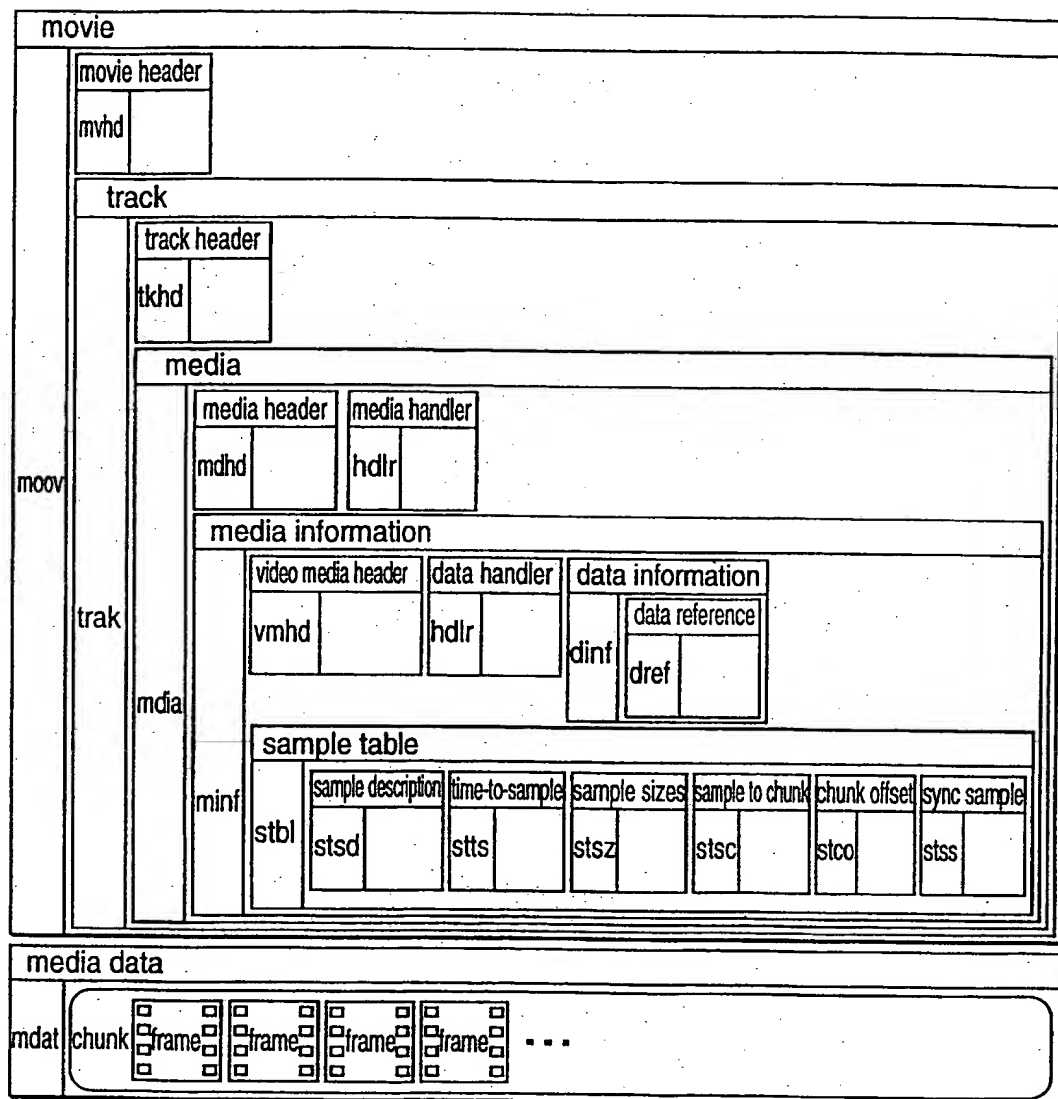 movie
movie header
mvhd
track
track header
tkhd
media
media header media handler
mdhd hdlr
moov
media information
video media header data handler data information
data reference
vmhd hdlr dinf
dref
trak
mdia
sample table
minf
sample description time-to-sample sample sizes sample to chunk chunk offset sync sample
stbl stsd stts stsz stsc stco stss
media data
mdat chunk frame frame frame frame ...